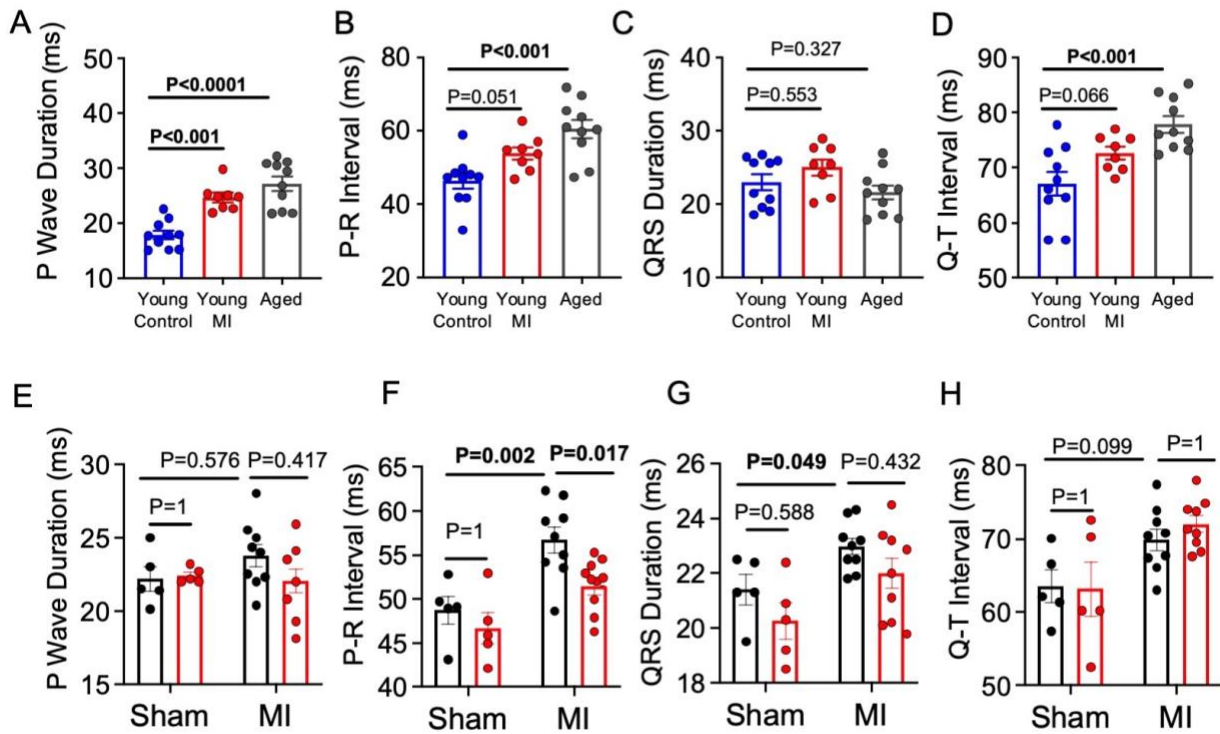 A
P Wave Duration (ms)
50
40
30
20
10
P<0.0001
P<0.001
Young
Control
Young
MI
Aged
B
P-R Interval (ms)
80
60
40
20
P<0.001
P=0.051
Young
Control
Young
MI
Aged
C
QRS Duration (ms)
40
30
20
10
P=0.327
P=0.553
Young
Control
Young
MI
Aged
D
Q-T Interval (ms)
90
80
70
60
50
P<0.001
P=0.066
Young
Control
Young
MI
Aged
E
P Wave Duration (ms)
30
25
20
15
P=0.576
P=0.417
P=1
Sham
MI
F
P-R Interval (ms)
65
60
55
50
45
40
P=0.002
P=0.017
P=1
Sham
MI
G
QRS Duration (ms)
26
24
22
20
18
P=0.049
P=0.432
P=0.588
Sham
MI
H
Q-T Interval (ms)
80
70
60
50
P=0.099
P=1
P=1
Sham
MI